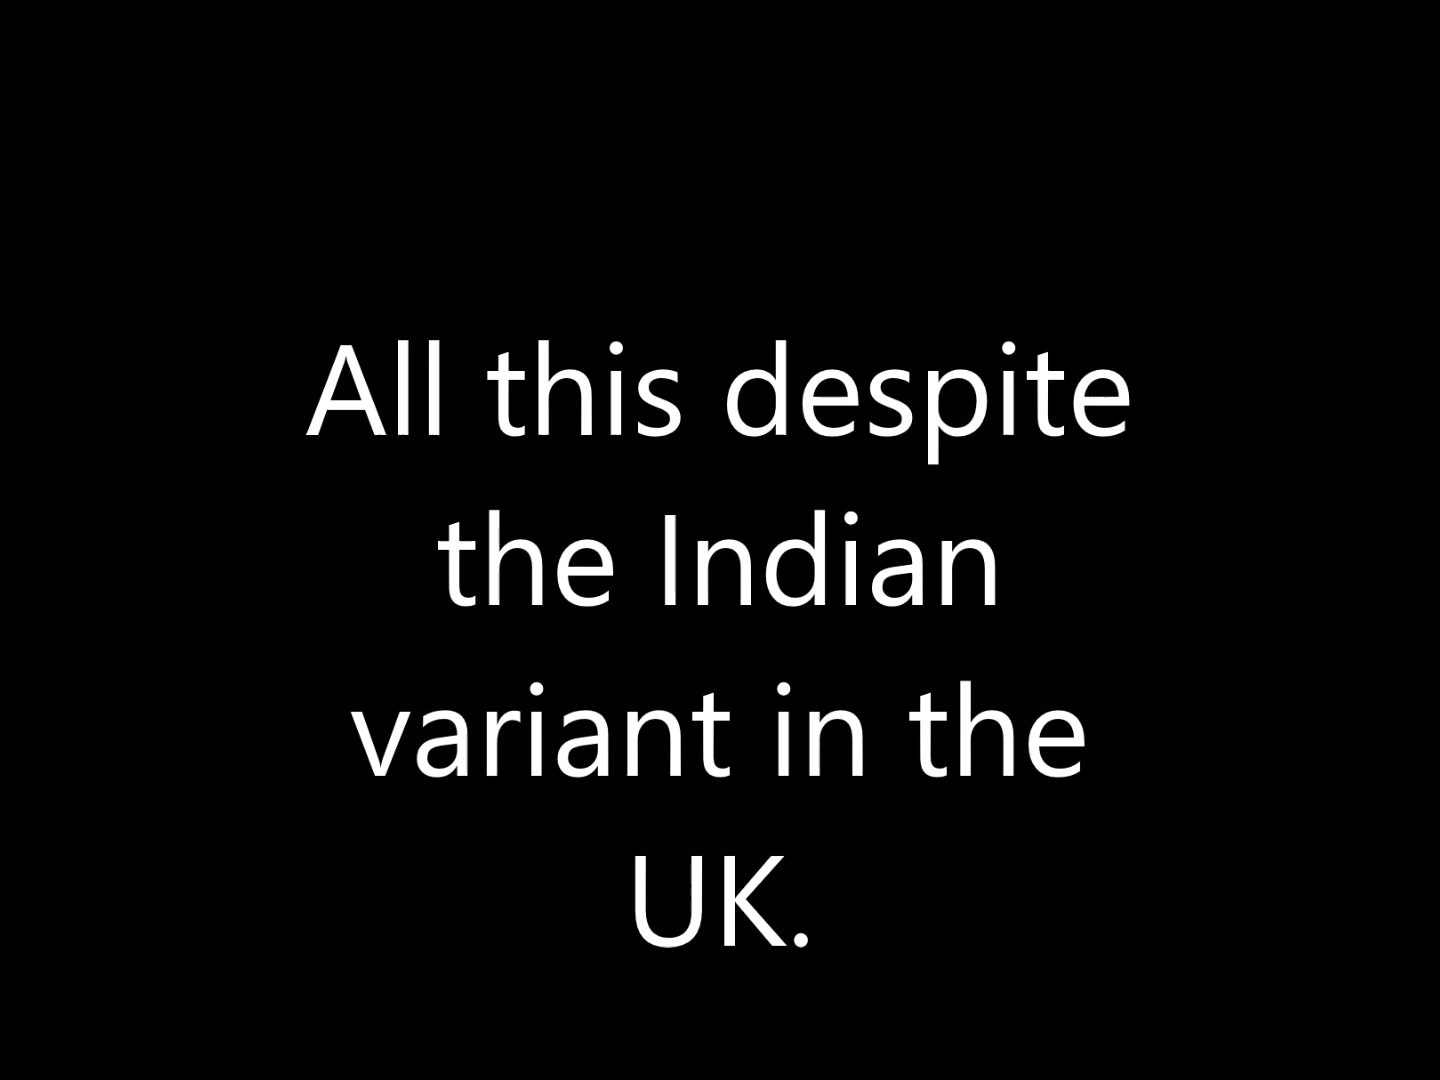 All this despite
the Indian
variant in the
UK.